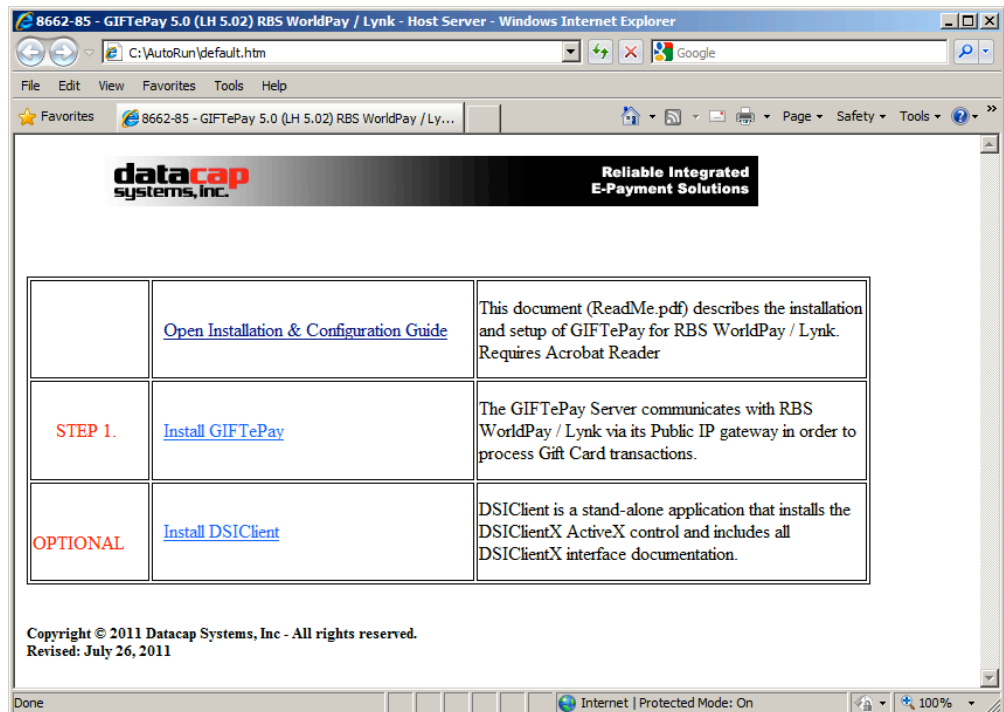 8662-85 - GIFTePay 5.0 (LH 5.02) RBS WorldPay / Lynk - Host Server - Windows Internet Explorer
C:\AutoRun\default.htm
Google
File Edit View Favorites Tools Help
Favorites
8662-85 - GIFTePay 5.0 (LH 5.02) RBS WorldPay / Ly...
Page Safety Tools
datacap
systems, inc.
Reliable Integrated
E-Payment Solutions
Open Installation & Configuration Guide
This document (ReadMe.pdf) describes the installation
and setup of GIFTePay for RBS WorldPay / Lynk.
Requires Acrobat Reader
STEP 1.
Install GIFTePay
The GIFTePay Server communicates with RBS
WorldPay / Lynk via its Public IP gateway in order to
process Gift Card transactions.
OPTIONAL
Install DSIClient
DSIClient is a stand-alone application that installs the
DSIClientX ActiveX control and includes all
DSIClientX interface documentation.
Copyright © 2011 Datacap Systems, Inc - All rights reserved.
Revised: July 26, 2011
Done
Internet | Protected Mode: On
100%